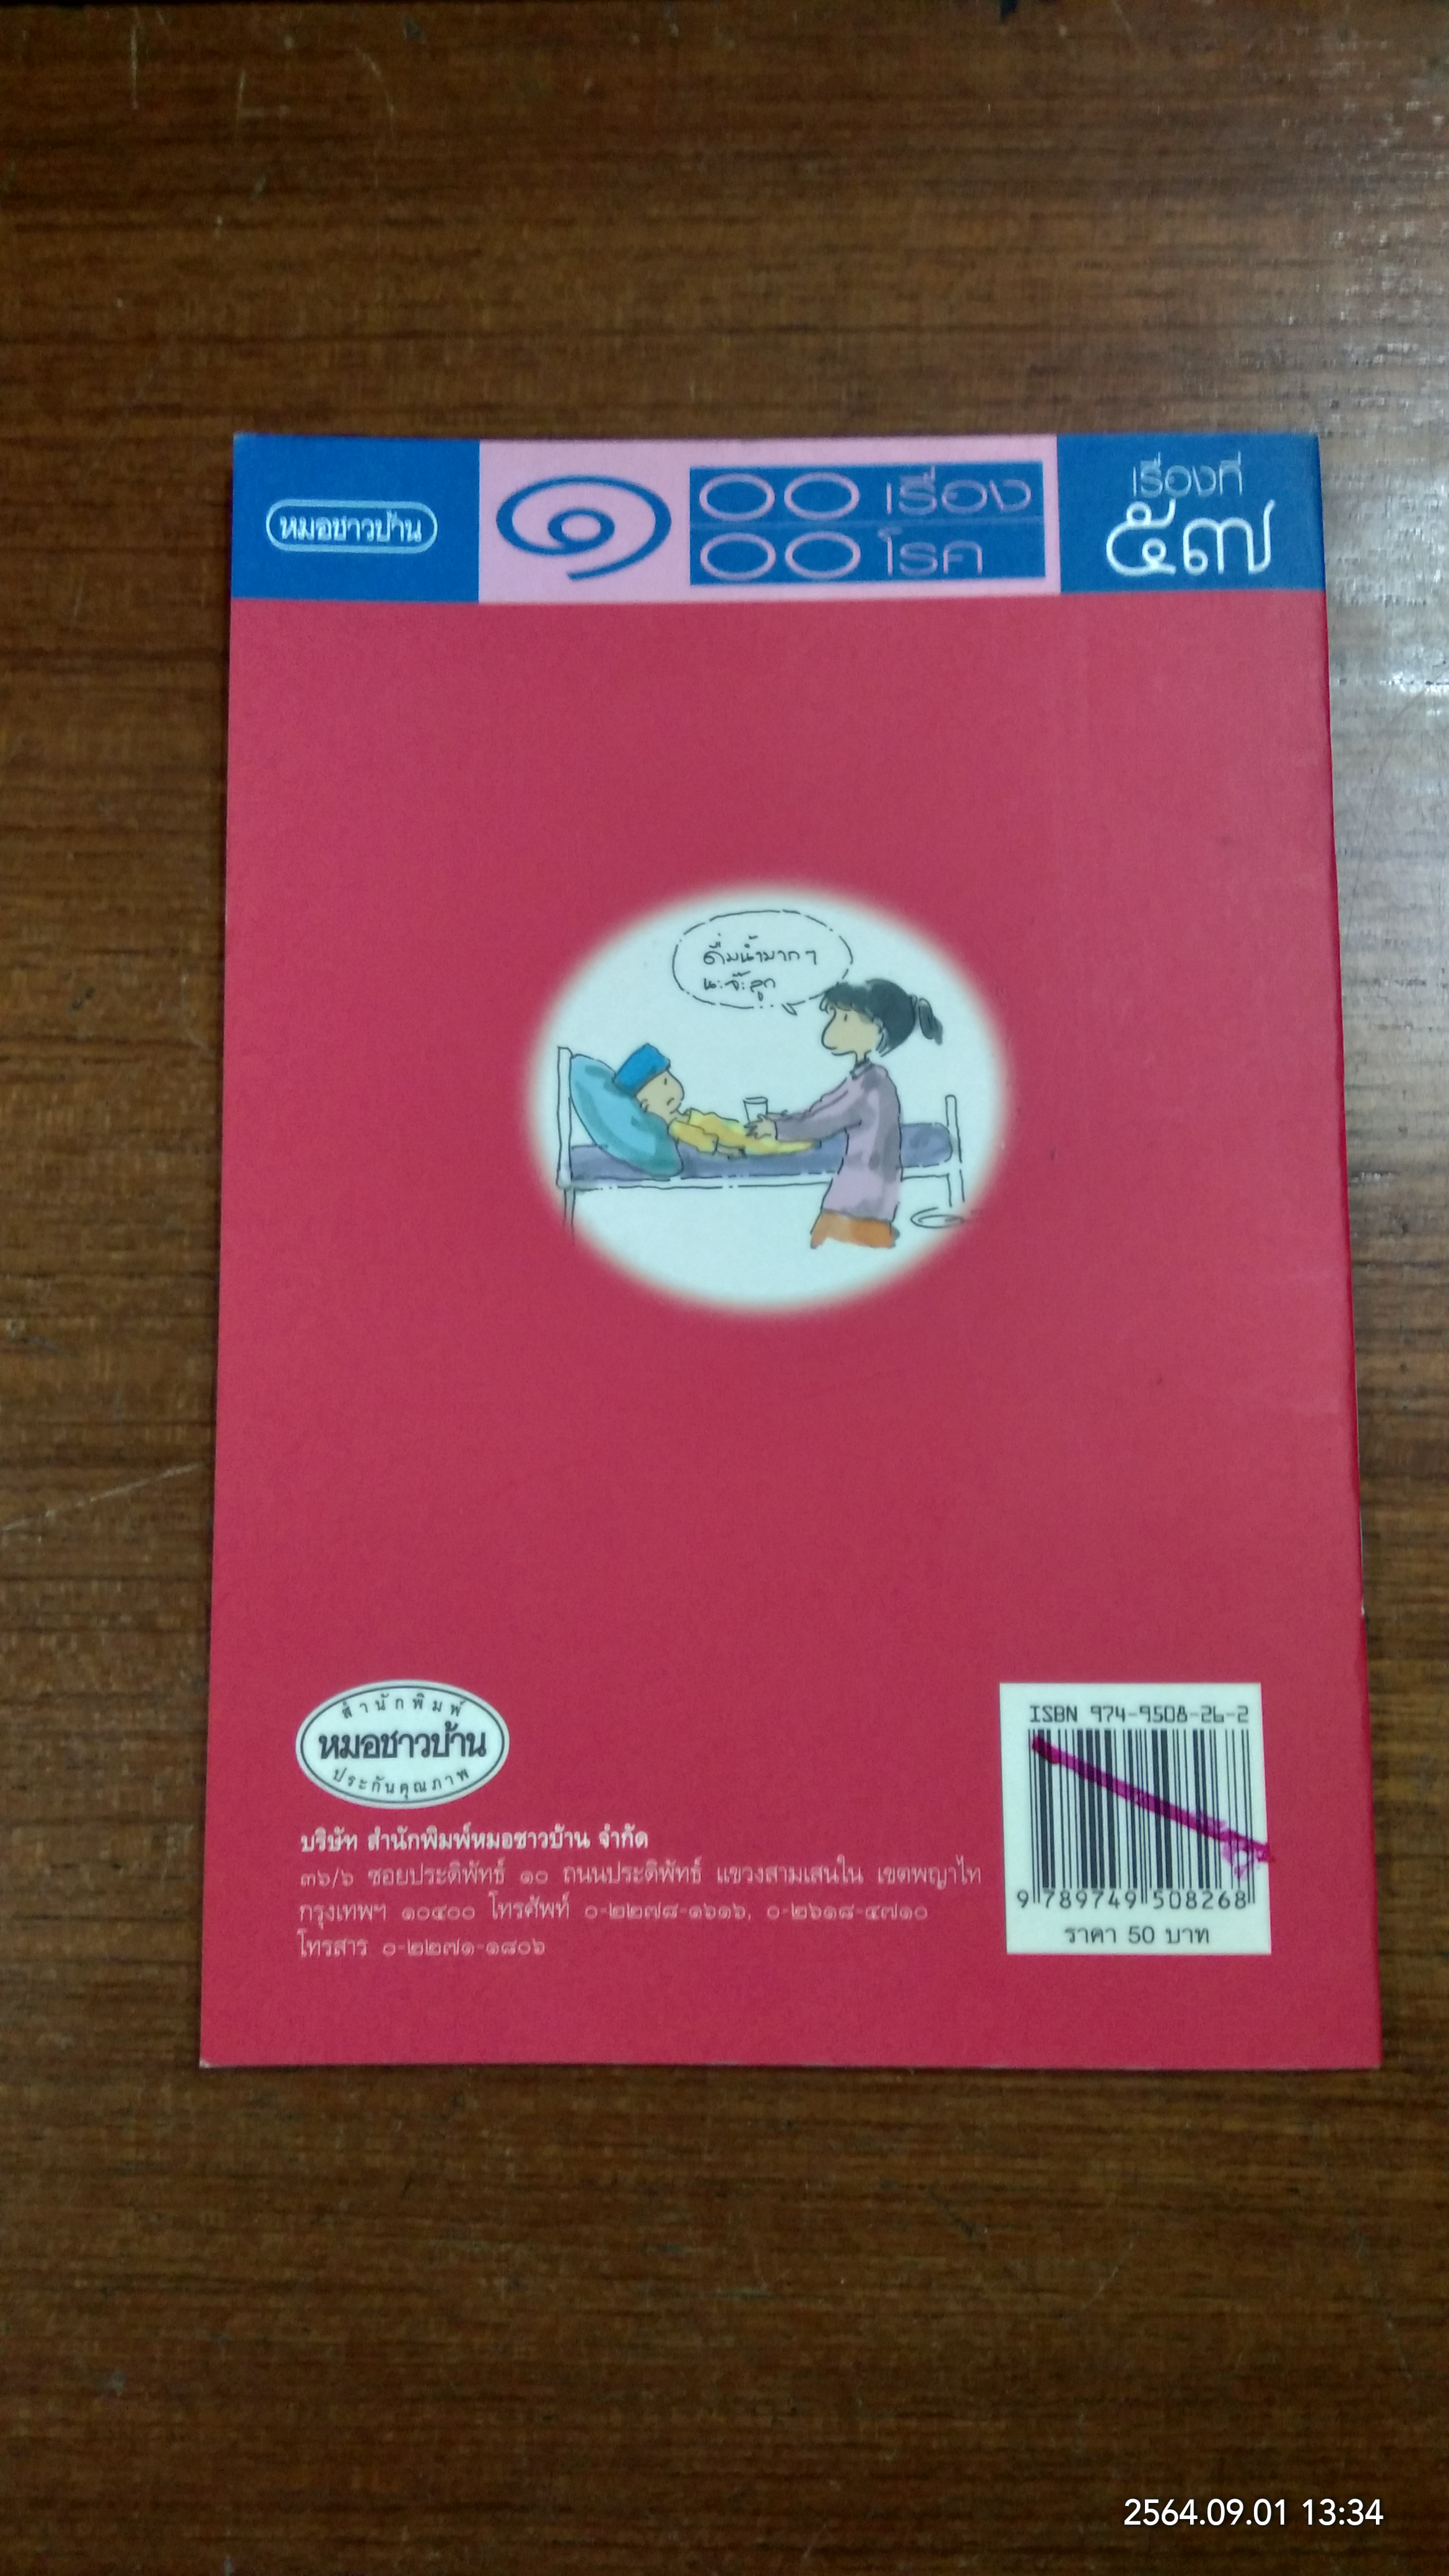 หมอชาวบ้าน
๑๐๐ เรื่อง
๐๐ โรค
เรื่องที่
๕๗
ดื่มน้ำมากๆ
นะจ๊ะลูก
สำนักพิมพ์
หมอชาวบ้าน
ประกันคุณภาพ
บริษัท สำนักพิมพ์หมอชาวบ้าน จำกัด
๓๖/๖ ซอยประดิพัทธ์ ๑๐ ถนนประดิพัทธ์ แขวงสามเสนใน เขตพญาไท
กรุงเทพฯ ๑๐๔๐๐ โทรศัพท์ ๐-๒๒๗๘-๑๖๑๖, ๐-๒๖๑๘-๔๗๑๐
โทรสาร ๐-๒๒๗๑-๑๘๐๖
ISBN 974-9508-26-2
9 789749 508268
ราคา 50 บาท
2564.09.01 13:34